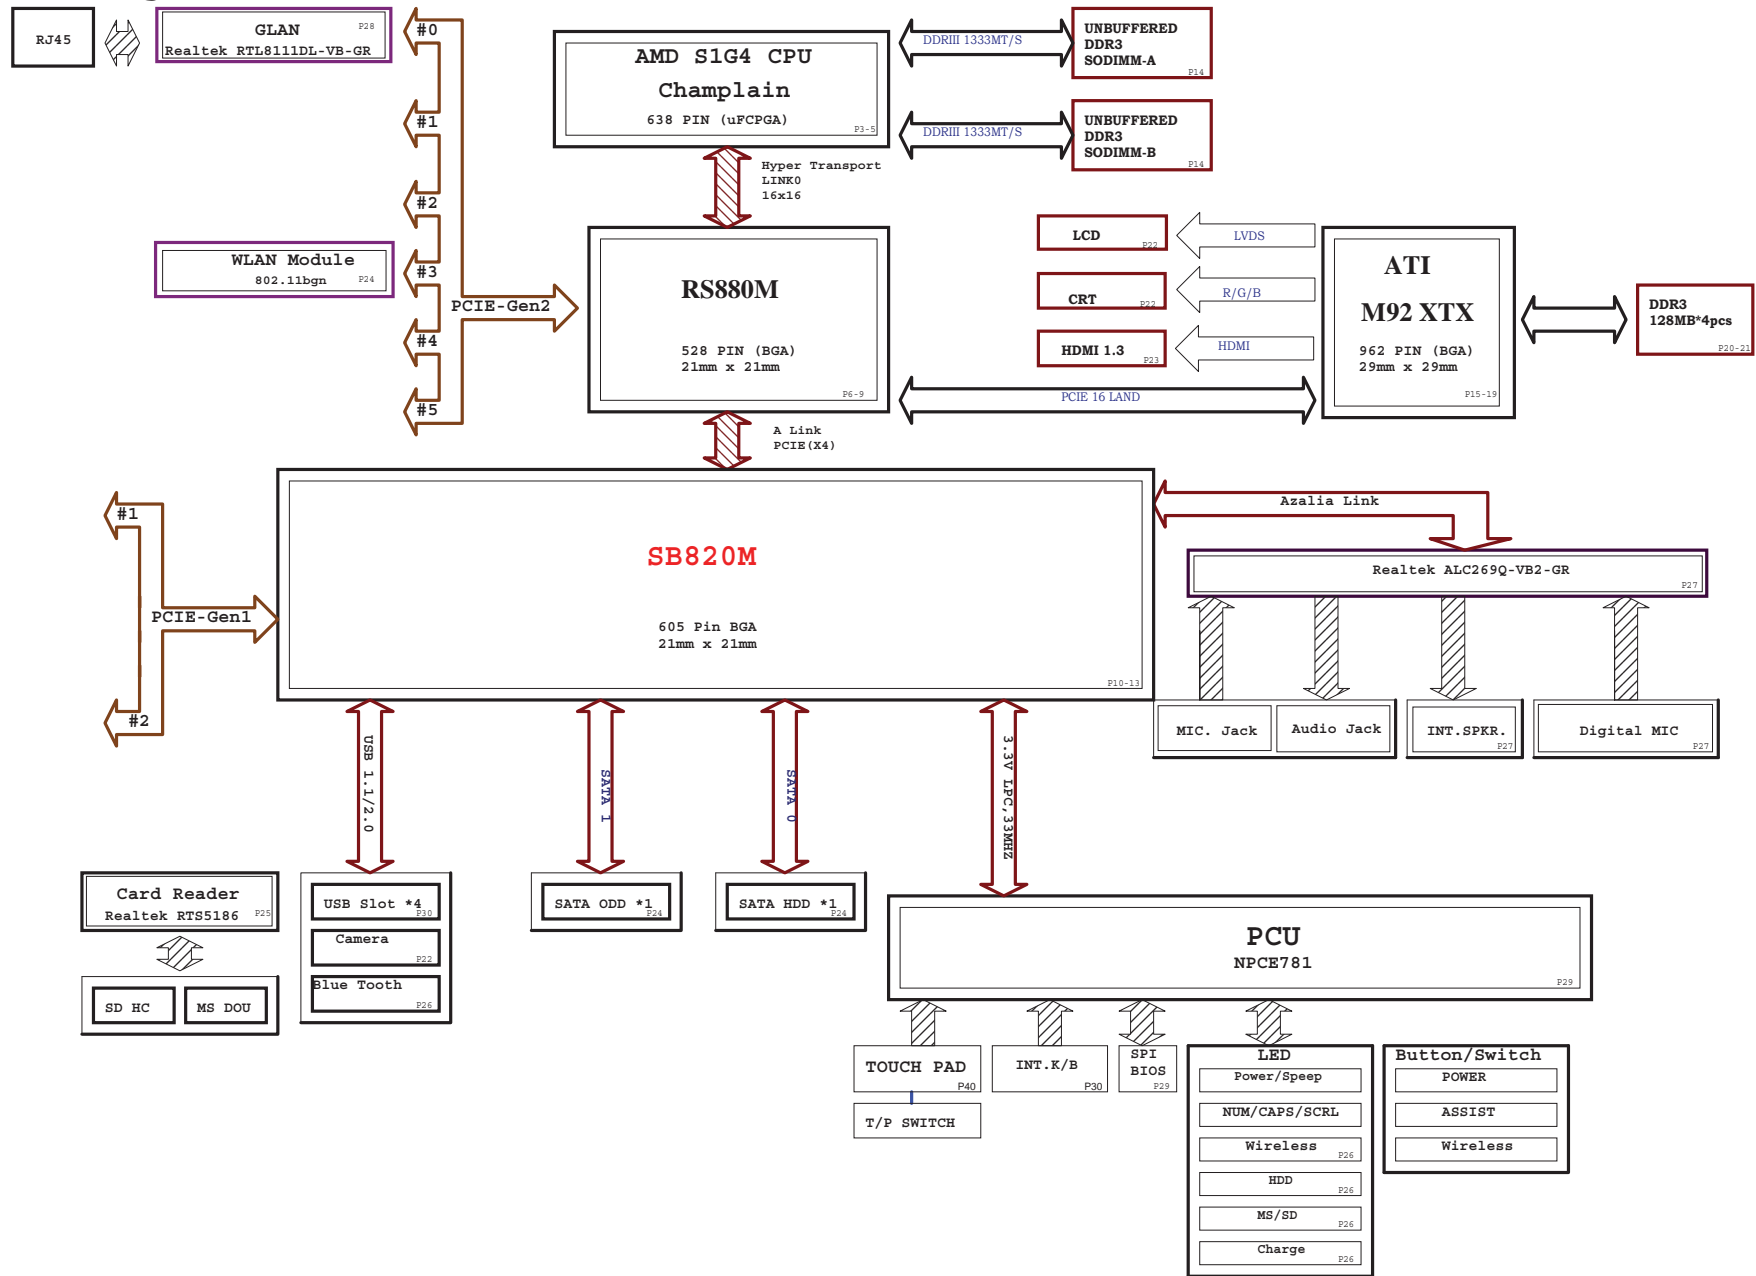 RJ45
GLAN
P28
Realtek RTL8111DL-VB-GR
#0
#1
#2
#3
#4
#5
PCIE-Gen2
WLAN Module
802.11bgn
P24
AMD S1G4 CPU
Champlain
638 PIN (uFCPGA)
P3-5
DDRIII 1333MT/S
UNBUFFERED
DDR3
SODIMM-A
P14
DDRIII 1333MT/S
UNBUFFERED
DDR3
SODIMM-B
P14
Hyper Transport
LINK0
16x16
RS880M
528 PIN (BGA)
21mm x 21mm
P6-9
LCD
P22
LVDS
CRT
P22
R/G/B
HDMI 1.3
P23
HDMI
PCIE 16 LAND
ATI
M92 XTX
962 PIN (BGA)
29mm x 29mm
P15-19
DDR3
128MB*4pcs
P20-21
A Link
PCIE(X4)
#1
PCIE-Gen1
#2
SB820M
605 Pin BGA
21mm x 21mm
P10-13
Azalia Link
Realtek ALC269Q-VB2-GR
P27
MIC. Jack
Audio Jack
INT.SPKR.
P27
Digital MIC
P27
USB 1.1/2.0
SATA 1
SATA 0
3.3V LPC,33MHZ
Card Reader
Realtek RTS5186
P25
SD HC
MS DOU
USB Slot *4
P30
Camera
P22
Blue Tooth
P26
SATA ODD *1
P24
SATA HDD *1
P24
PCU
NPCE781
P29
TOUCH PAD
P40
T/P SWITCH
INT.K/B
P30
SPI
BIOS
P29
LED
Power/Speep
NUM/CAPS/SCRL
Wireless
P26
HDD
P26
MS/SD
P26
Charge
P26
Button/Switch
POWER
ASSIST
Wireless